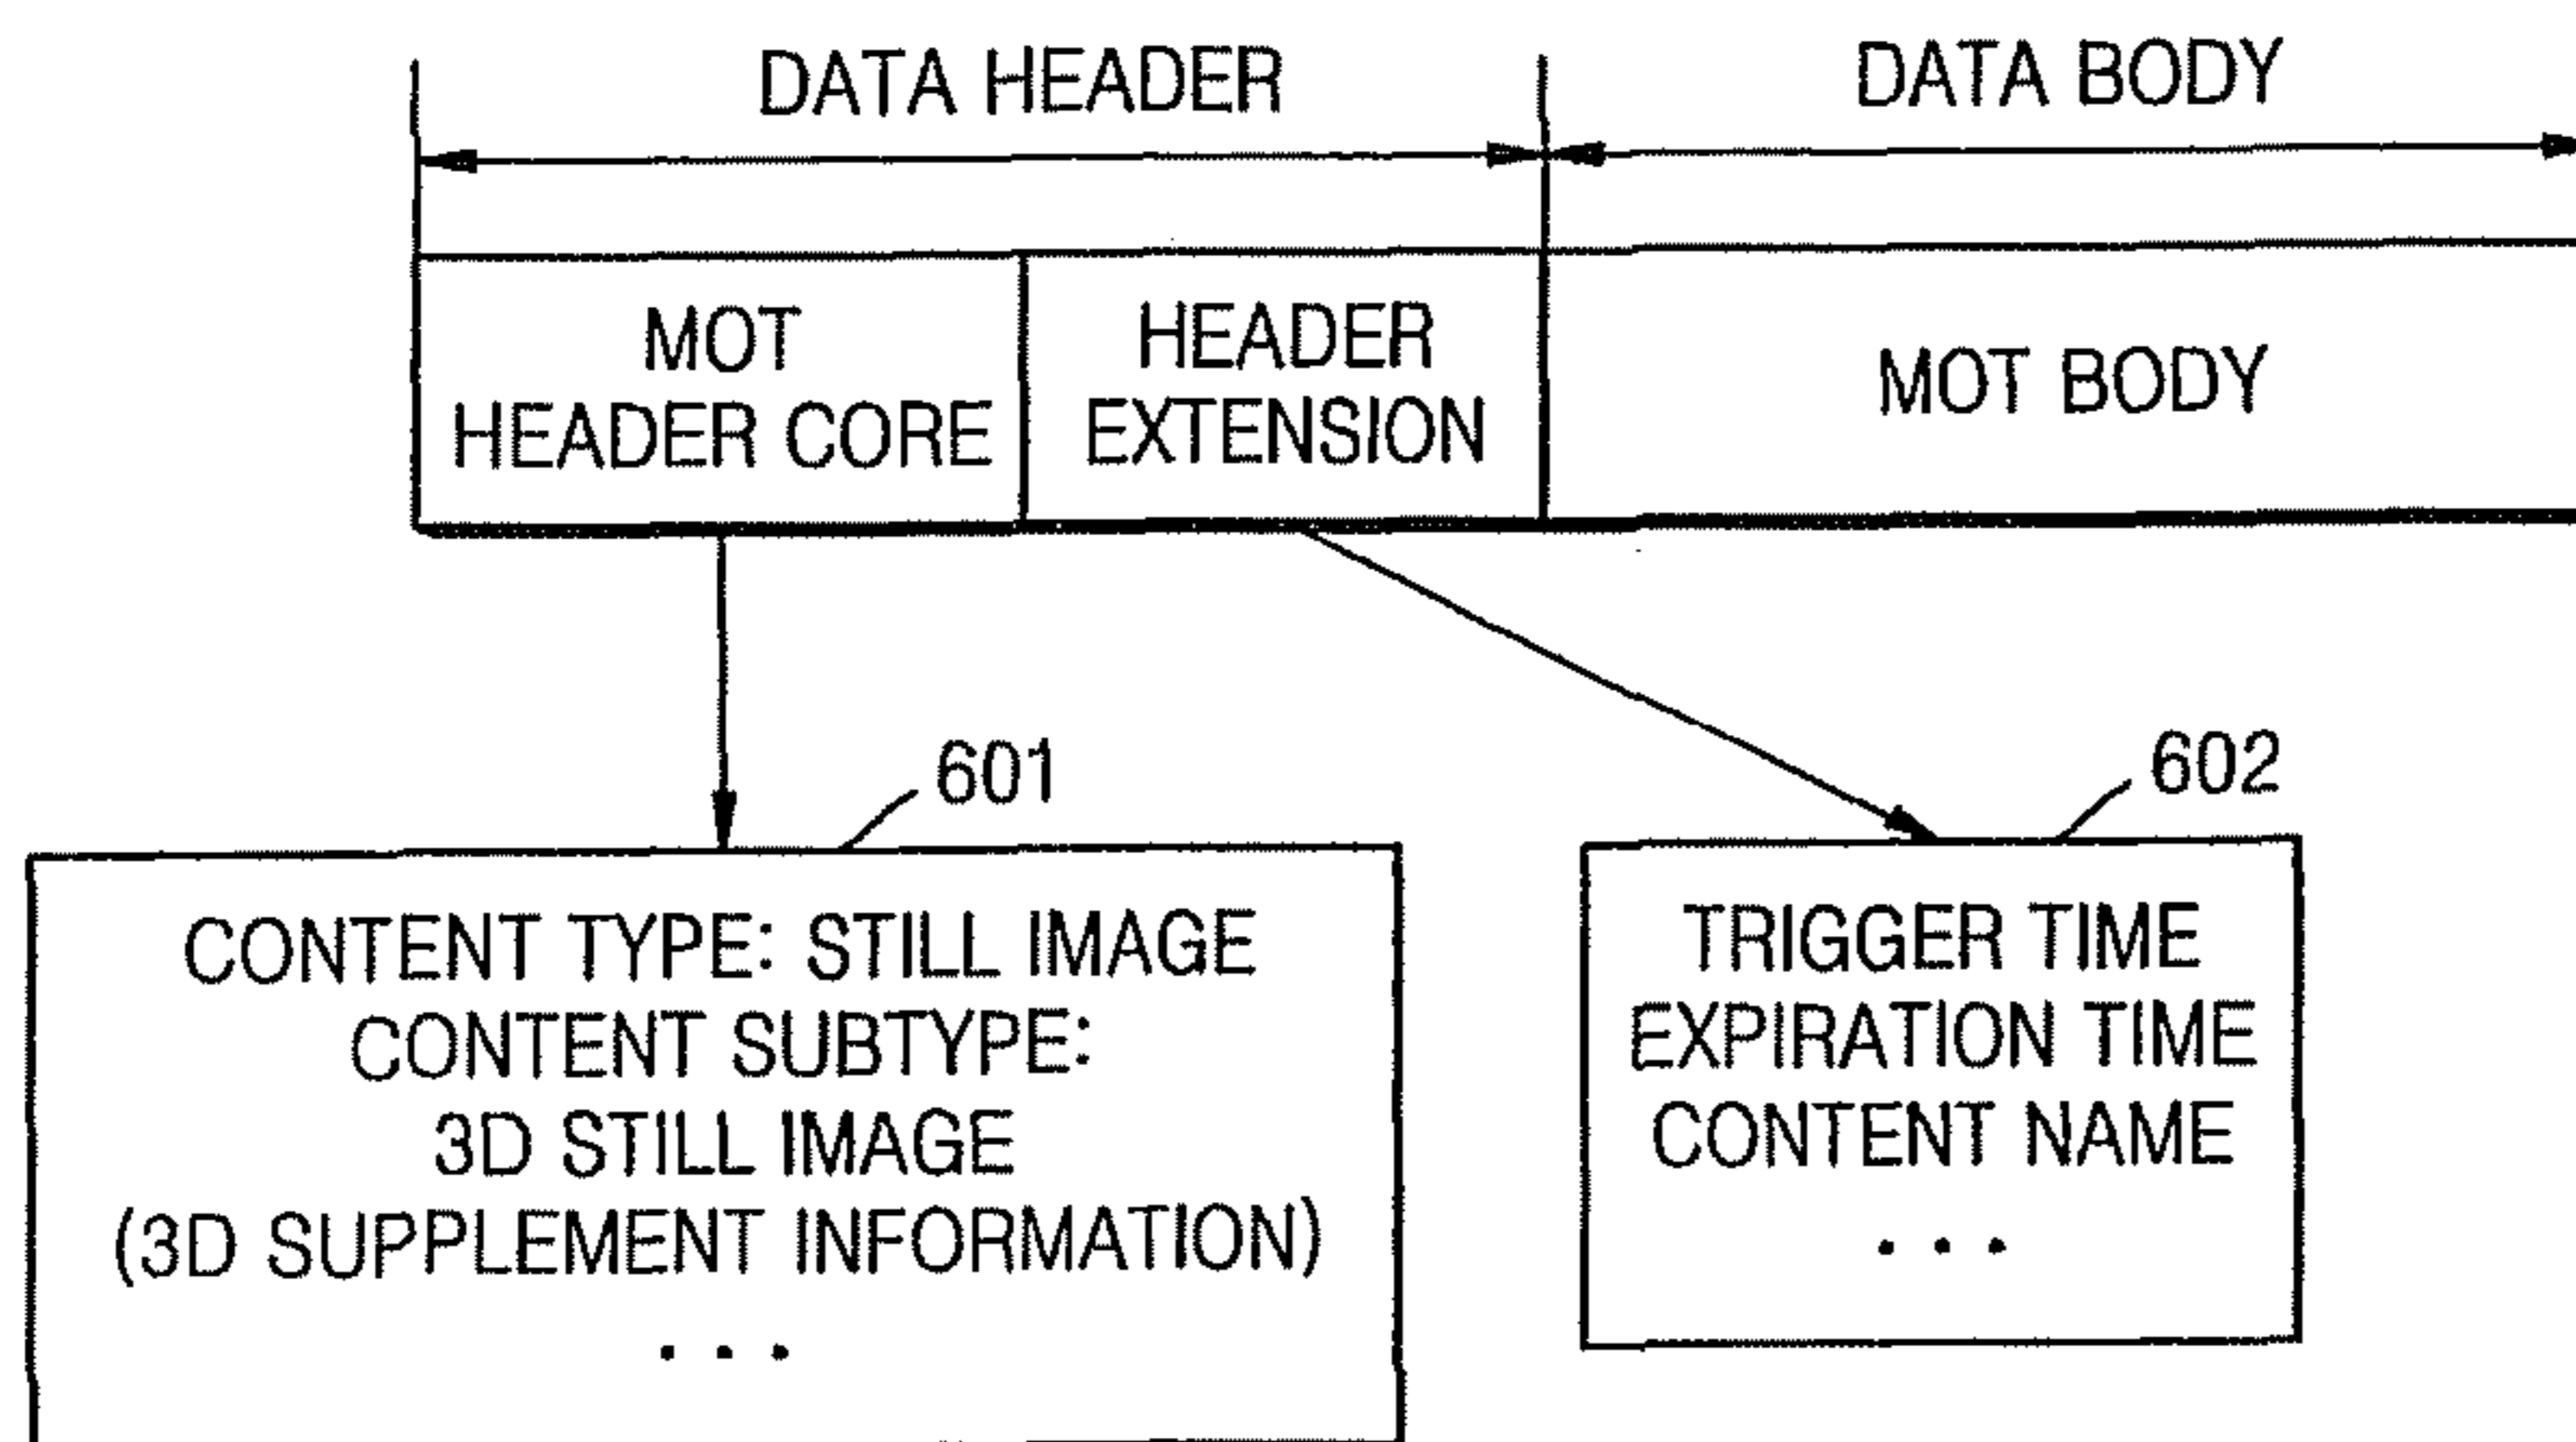 DATA HEADER
DATA BODY
MOT
HEADER CORE
HEADER
EXTENSION
MOT BODY
601
602
CONTENT TYPE: STILL IMAGE
CONTENT SUBTYPE:
3D STILL IMAGE
(3D SUPPLEMENT INFORMATION)
. . .
TRIGGER TIME
EXPIRATION TIME
CONTENT NAME
. . .